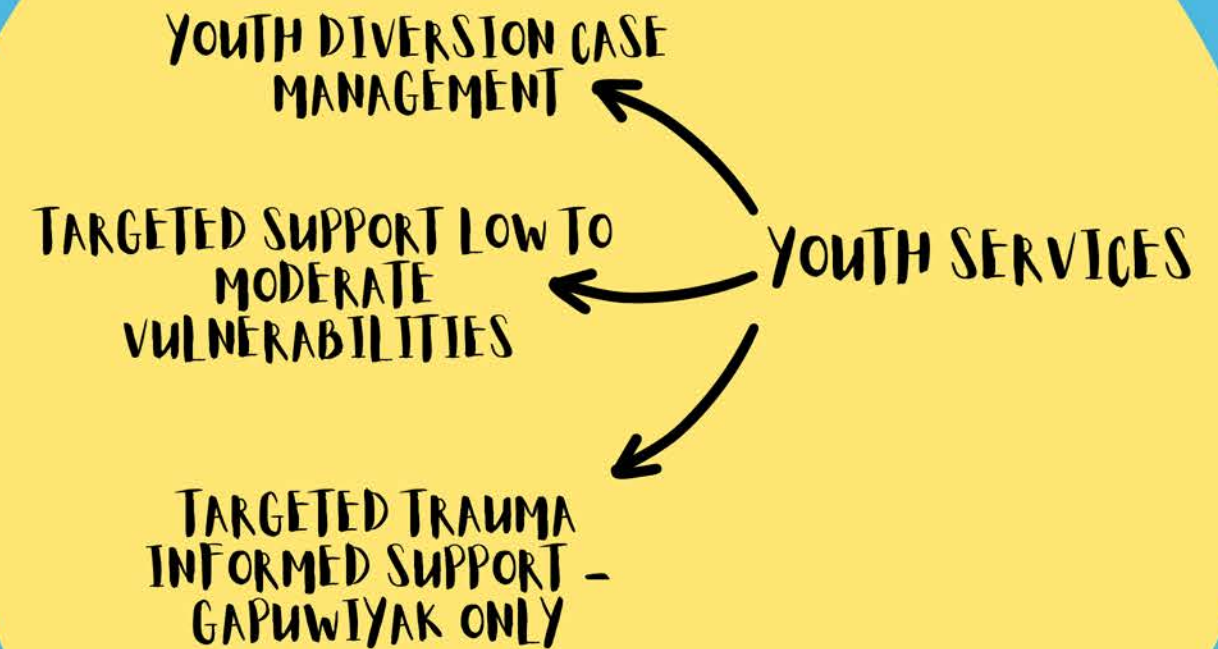 YOUTH DIVERSION CASE
MANAGEMENT
TARGETED SUPPORT LOW TO
MODERATE
VULNERABILITIES
YOUTH SERVICES
TARGETED TRAUMA
INFORMED SUPPORT -
GAPUWIYAK ONLY